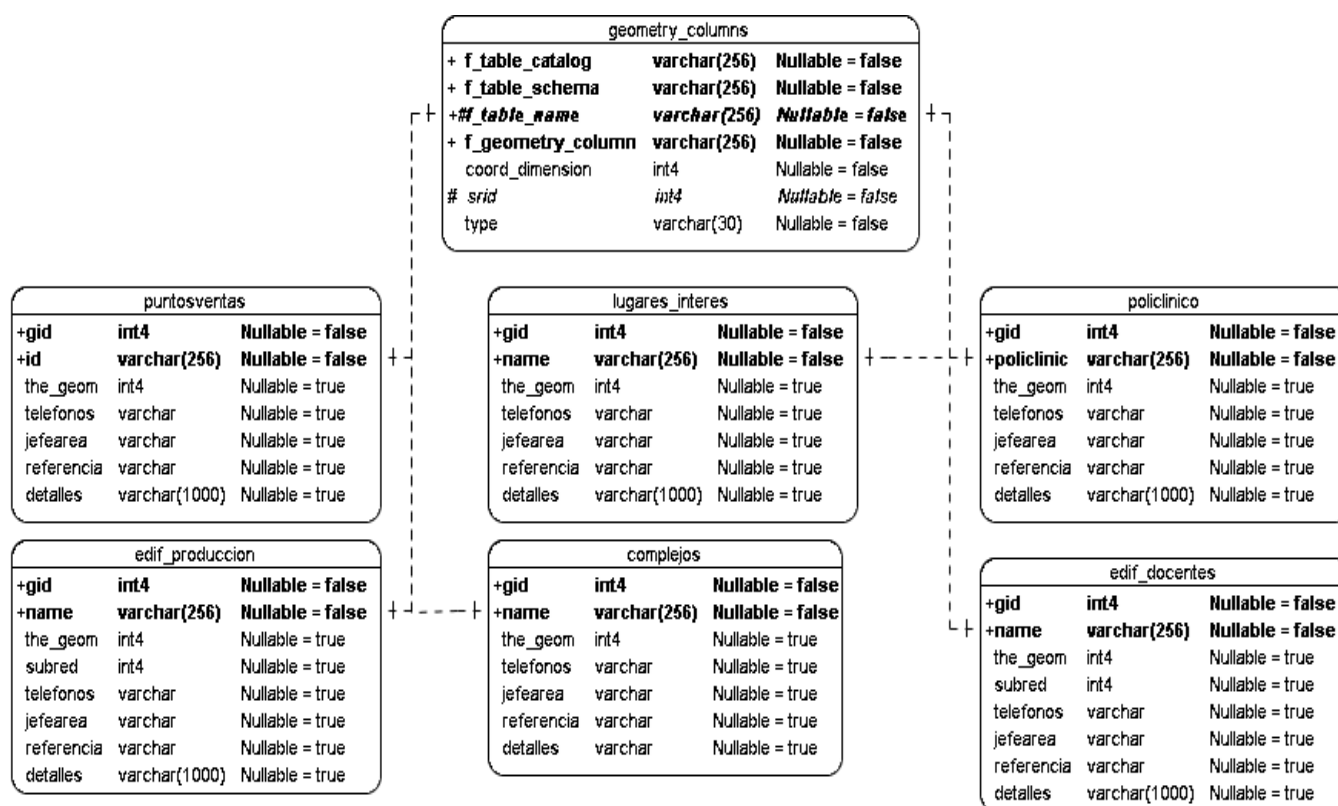 geometry_columns
+ f_table_catalog varchar(256) Nullable = false
+ f_table_schema varchar(256) Nullable = false
+#f_table_name varchar(256) Nullable = false
+ f_geometry_column varchar(256) Nullable = false
coord_dimension int4 Nullable = false
# srid int4 Nullable = false
type varchar(30) Nullable = false
puntosventas
+gid int4 Nullable = false
+id varchar(256) Nullable = false
the_geom int4 Nullable = true
telefonos varchar Nullable = true
jefearea varchar Nullable = true
referencia varchar Nullable = true
detalles varchar(1000) Nullable = true
lugares_interes
+gid int4 Nullable = false
+name varchar(256) Nullable = false
the_geom int4 Nullable = true
telefonos varchar Nullable = true
jefearea varchar Nullable = true
referencia varchar Nullable = true
detalles varchar(1000) Nullable = true
policlinico
+gid int4 Nullable = false
+policlinic varchar(256) Nullable = false
the_geom int4 Nullable = true
telefonos varchar Nullable = true
jefearea varchar Nullable = true
referencia varchar Nullable = true
detalles varchar(1000) Nullable = true
edif_produccion
+gid int4 Nullable = false
+name varchar(256) Nullable = false
the_geom int4 Nullable = true
subred int4 Nullable = true
telefonos varchar Nullable = true
jefearea varchar Nullable = true
referencia varchar Nullable = true
detalles varchar(1000) Nullable = true
complejos
+gid int4 Nullable = false
+name varchar(256) Nullable = false
the_geom int4 Nullable = true
telefonos varchar Nullable = true
jefearea varchar Nullable = true
referencia varchar Nullable = true
detalles varchar Nullable = true
edif_docentes
+gid int4 Nullable = false
+name varchar(256) Nullable = false
the_geom int4 Nullable = true
subred int4 Nullable = true
telefonos varchar Nullable = true
jefearea varchar Nullable = true
referencia varchar Nullable = true
detalles varchar(1000) Nullable = true